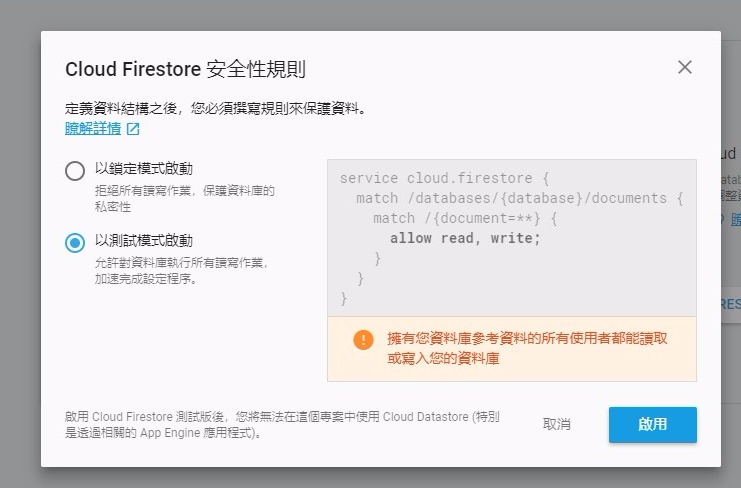 Cloud Firestore 安全性規則
定義資料結構之後，您必須撰寫規則來保護資料。
瞭解詳情
以鎖定模式啟動
拒絕所有讀寫作業，保護資料庫的
私密性
以測試模式啟動
允許對資料庫執行所有讀寫作業，
加速完成設定程序。
service cloud.firestore {
  match /databases/{database}/documents {
    match /{document=**} {
      allow read, write;
    }
  }
}
擁有您資料庫參考資料的所有使用者都能讀取
或寫入您的資料庫
啟用 Cloud Firestore 測試版後，您將無法在這個專案中使用 Cloud Datastore (特別
是透過相關的 App Engine 應用程式)。
取消
啟用